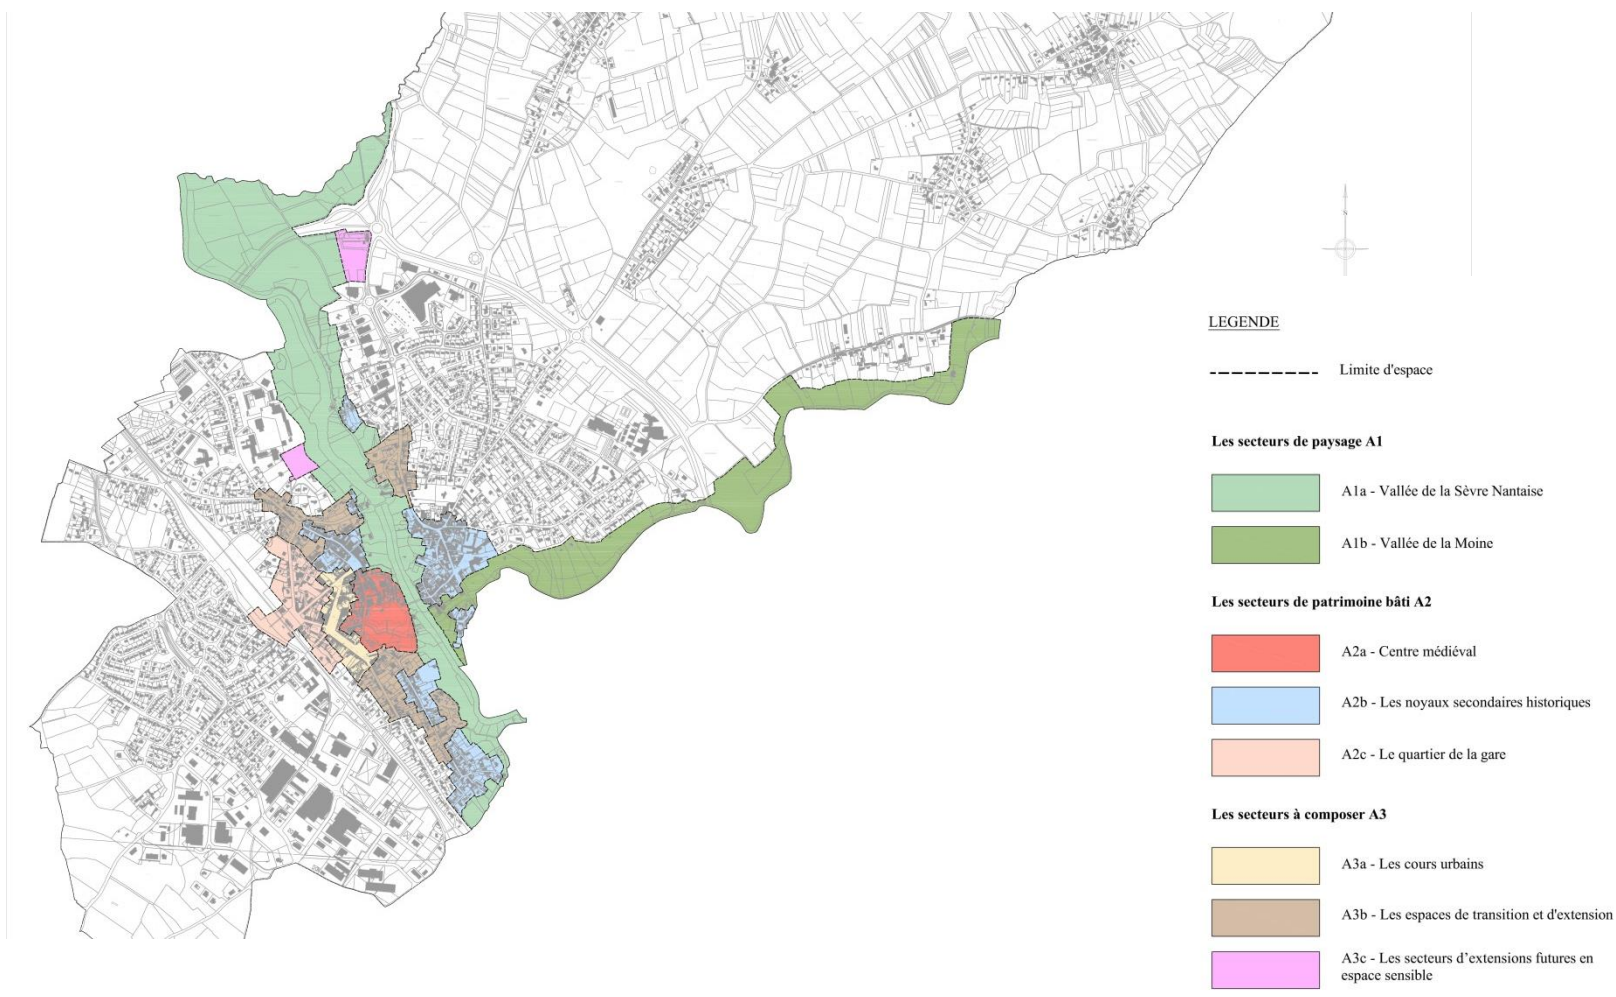 N
LEGENDE
Limite d'espace
Les secteurs de paysage A1
A1a - Vallée de la Sèvre Nantaise
A1b - Vallée de la Moine
Les secteurs de patrimoine bâti A2
A2a - Centre médiéval
A2b - Les noyaux secondaires historiques
A2c - Le quartier de la gare
Les secteurs à composer A3
A3a - Les cours urbains
A3b - Les espaces de transition et d'extension
A3c - Les secteurs d’extensions futures en
espace sensible